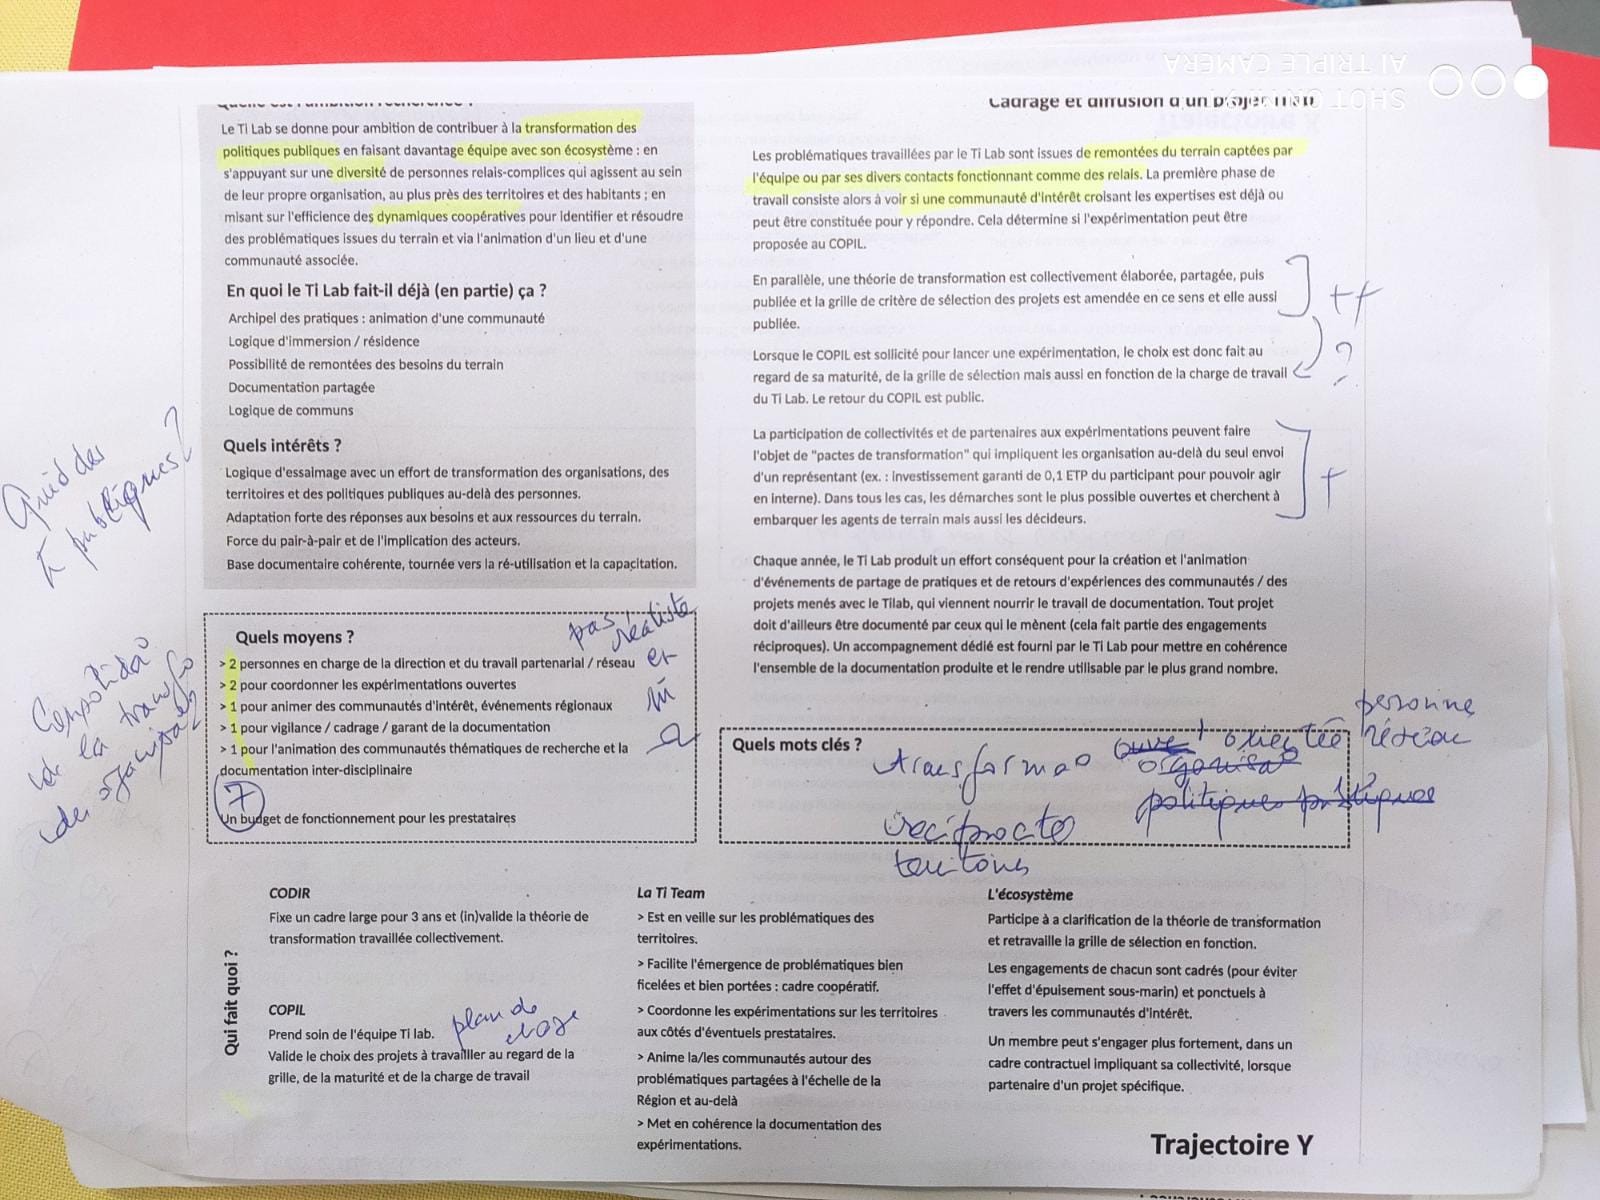 Quelle est l'ambition recherchée ?
Le Ti Lab se donne pour ambition de contribuer à la transformation des
politiques publiques en faisant davantage équipe avec son écosystème : en
s'appuyant sur une diversité de personnes relais-complices qui agissent au sein
de leur propre organisation, au plus près des territoires et des habitants ; en
misant sur l'efficience des dynamiques coopératives pour identifier et résoudre
des problématiques issues du terrain et via l'animation d'un lieu et d'une
communauté associée.
En quoi le Ti Lab fait-il déjà (en partie) ça ?
Archipel des pratiques : animation d'une communauté
Logique d'immersion / résidence
Possibilité de remontées des besoins du terrain
Documentation partagée
Logique de communs
Quels intérêts ?
Logique d'essaimage avec un effort de transformation des organisations, des
territoires et des politiques publiques au-delà des personnes.
Adaptation forte des réponses aux besoins et aux ressources du terrain.
Force du pair-à-pair et de l'implication des acteurs.
Base documentaire cohérente, tournée vers la ré-utilisation et la capacitation.
Quid des
publiques ?
Quels moyens ?
> 2 personnes en charge de la direction et du travail partenarial / réseau
> 2 pour coordonner les expérimentations ouvertes
> 1 pour animer des communautés d'intérêt, événements régionaux
> 1 pour vigilance / cadrage / garant de la documentation
> 1 pour l'animation des communautés thématiques de recherche et la
documentation inter-disciplinaire
7
Un budget de fonctionnement pour les prestataires
pas réaliste
et
de la transfo
Cadrage et diffusion d'un projet lab
Les problématiques travaillées par le Ti Lab sont issues de remontées du terrain captées par
l'équipe ou par ses divers contacts fonctionnant comme des relais. La première phase de
travail consiste alors à voir si une communauté d'intérêt croisant les expertises est déjà ou
peut être constituée pour y répondre. Cela détermine si l'expérimentation peut être
proposée au COPIL.
En parallèle, une théorie de transformation est collectivement élaborée, partagée, puis
publiée et la grille de critère de sélection des projets est amendée en ce sens et elle aussi
publiée.
++
Lorsque le COPIL est sollicité pour lancer une expérimentation, le choix est donc fait au
regard de sa maturité, de la grille de sélection mais aussi en fonction de la charge de travail
du Ti Lab. Le retour du COPIL est public.
?
La participation de collectivités et de partenaires aux expérimentations peuvent faire
l'objet de "pactes de transformation" qui impliquent les organisation au-delà du seul envoi
d'un représentant (ex. : investissement garanti de 0,1 ETP du participant pour pouvoir agir
en interne). Dans tous les cas, les démarches sont le plus possible ouvertes et cherchent à
embarquer les agents de terrain mais aussi les décideurs.
+
Chaque année, le Ti Lab produit un effort conséquent pour la création et l'animation
d'événements de partage de pratiques et de retours d'expériences des communautés / des
projets menés avec le Tilab, qui viennent nourrir le travail de documentation. Tout projet
doit d'ailleurs être documenté par ceux qui le mènent (cela fait partie des engagements
réciproques). Un accompagnement dédié est fourni par le Ti Lab pour mettre en cohérence
l'ensemble de la documentation produite et le rendre utilisable par le plus grand nombre.
Quels mots clés ?
orientée
personne
réseau
politiques publiques
territoires
Qui fait quoi ?
CODIR
Fixe un cadre large pour 3 ans et (in)valide la théorie de
transformation travaillée collectivement.
COPIL
Prend soin de l'équipe Ti lab.
Valide le choix des projets à travailler au regard de la
grille, de la maturité et de la charge de travail
plan de
La Ti Team
> Est en veille sur les problématiques des
territoires.
> Facilite l'émergence de problématiques bien
ficelées et bien portées : cadre coopératif.
> Coordonne les expérimentations sur les territoires
aux côtés d'éventuels prestataires.
> Anime la/les communautés autour des
problématiques partagées à l'échelle de la
Région et au-delà
> Met en cohérence la documentation des
expérimentations.
L'écosystème
Participe à a clarification de la théorie de transformation
et retravaille la grille de sélection en fonction.
Les engagements de chacun sont cadrés (pour éviter
l'effet d'épuisement sous-marin) et ponctuels à
travers les communautés d'intérêt.
Un membre peut s'engager plus fortement, dans un
cadre contractuel impliquant sa collectivité, lorsque
partenaire d'un projet spécifique.
Trajectoire Y
AI TRIPLE CAMERA